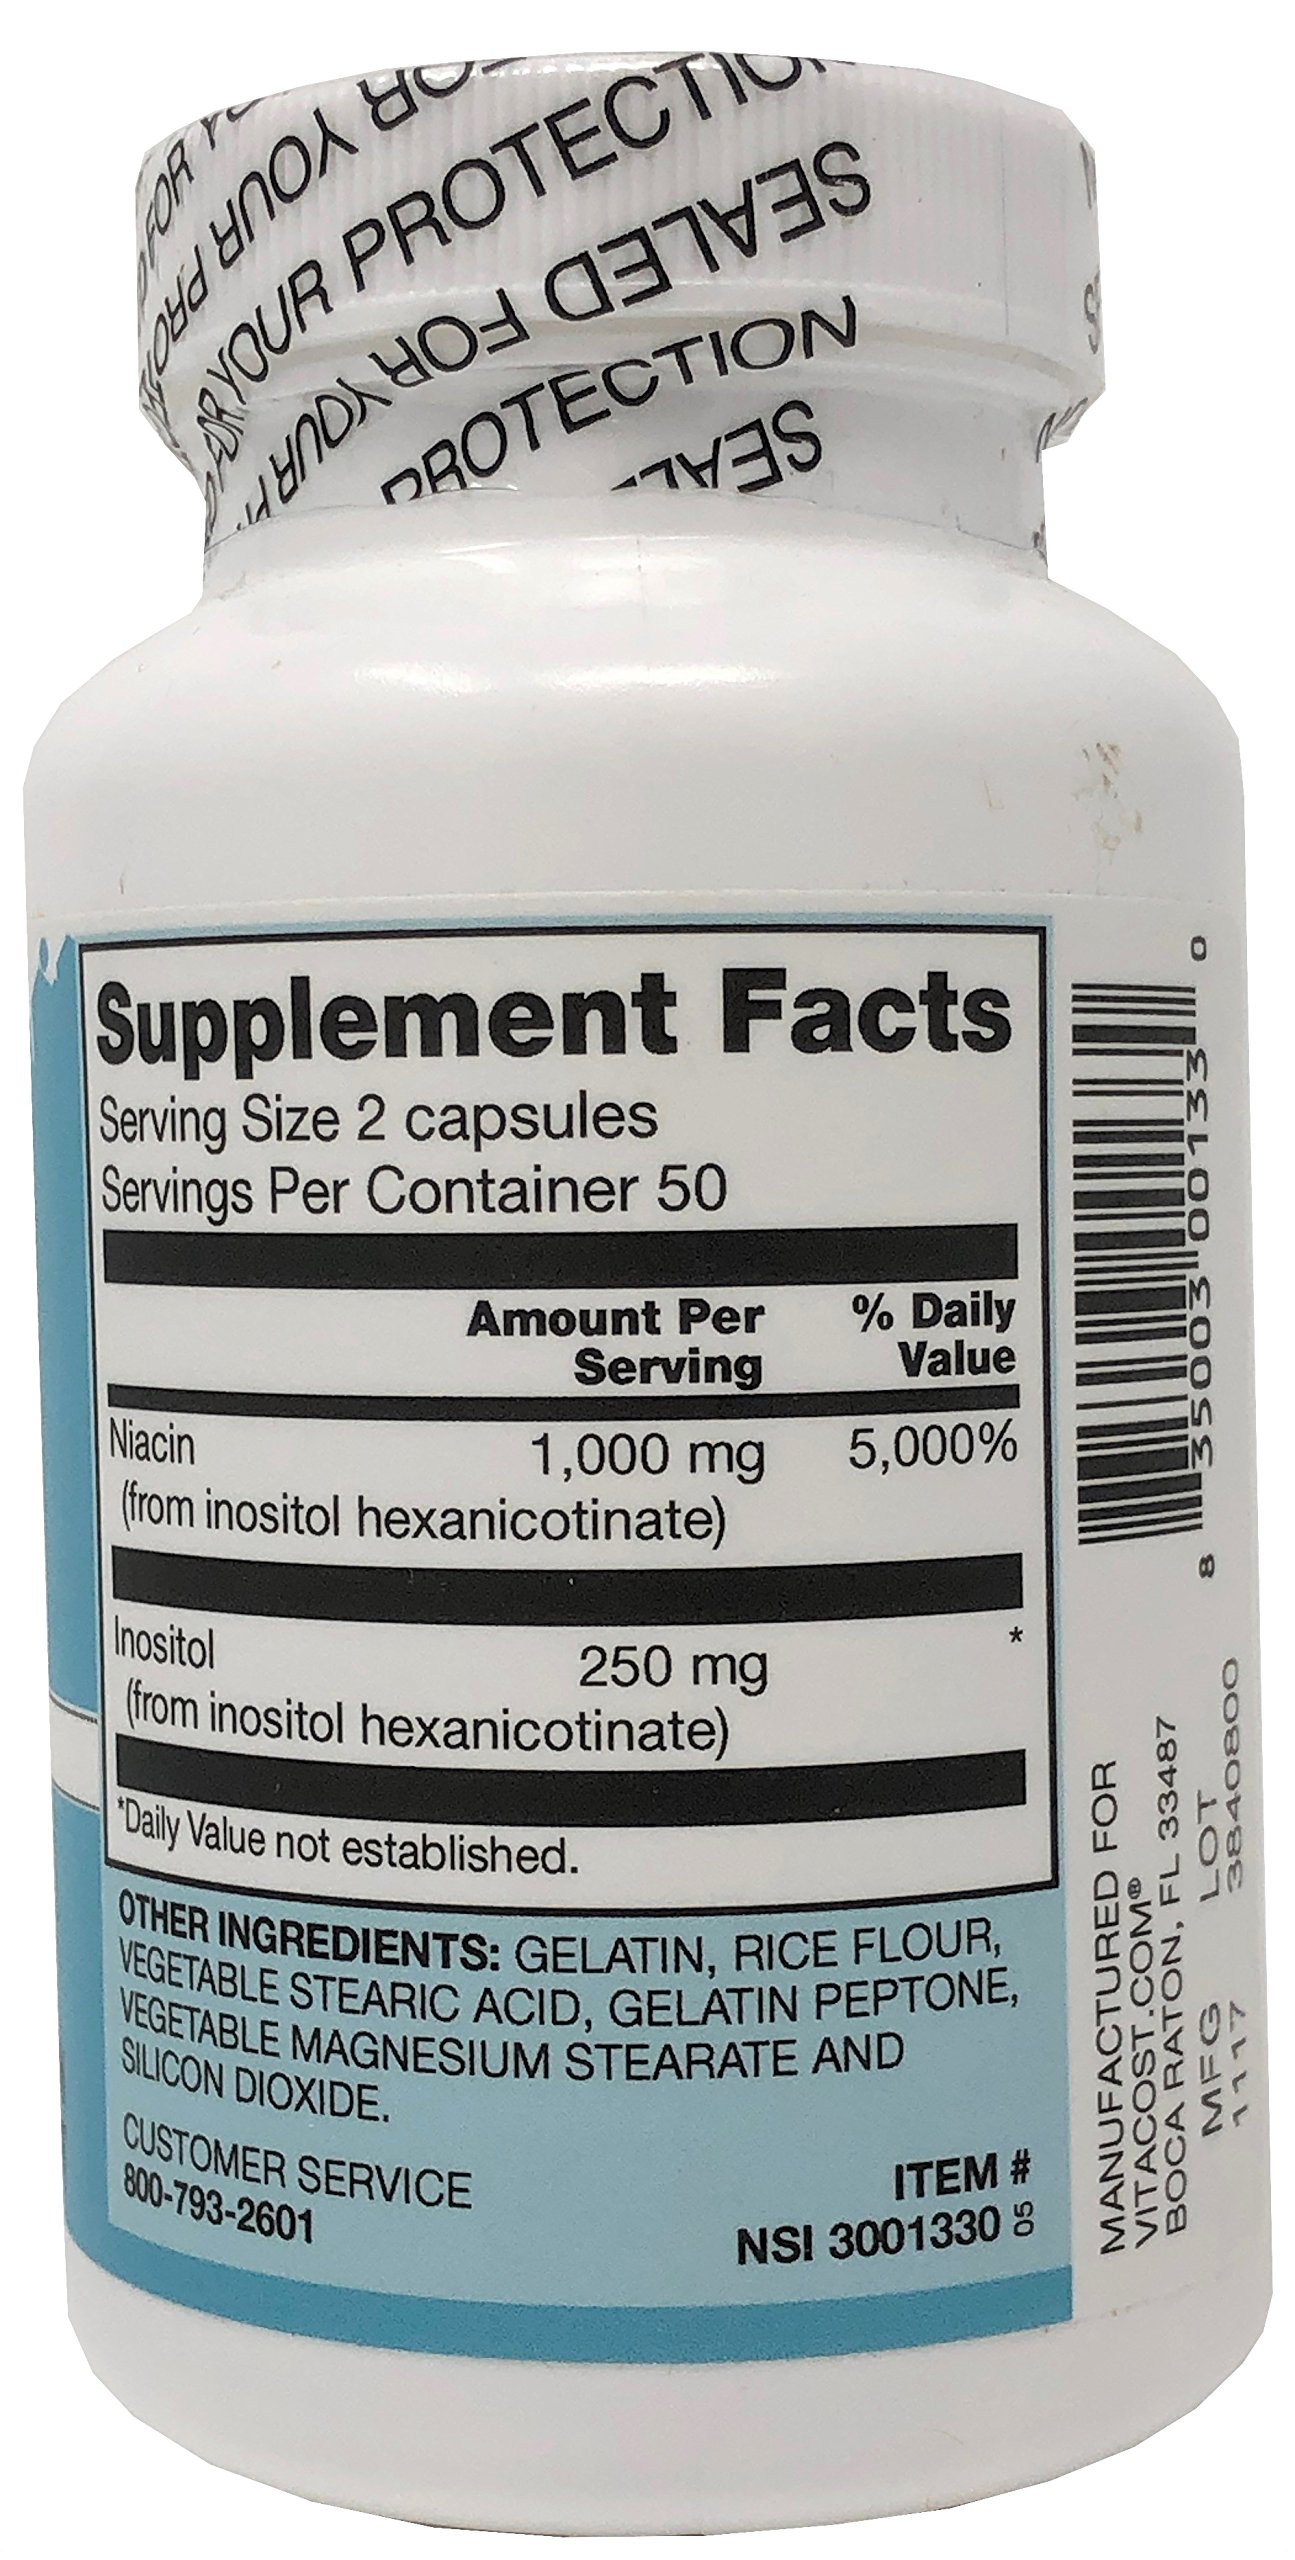 FOR YOUR
FOR YOUR PROTECTION
SEALED FOR YOUR
PROTECTION
SEALED
Supplement Facts
Serving Size 2 capsules
Servings Per Container 50
Amount Per % Daily
Serving Value
Niacin 1,000 mg 5,000%
(from inositol hexanicotinate)
Inositol 250 mg *
(from inositol hexanicotinate)
*Daily Value not established.
OTHER INGREDIENTS: GELATIN, RICE FLOUR,
VEGETABLE STEARIC ACID, GELATIN PEPTONE,
VEGETABLE MAGNESIUM STEARATE AND
SILICON DIOXIDE.
CUSTOMER SERVICE
800-793-2601
ITEM #
NSI 3001330 05
8 35003 00133 0
MANUFACTURED FOR
VITACOST.COM®
BOCA RATON, FL 33487
MFG LOT
1117 3840800